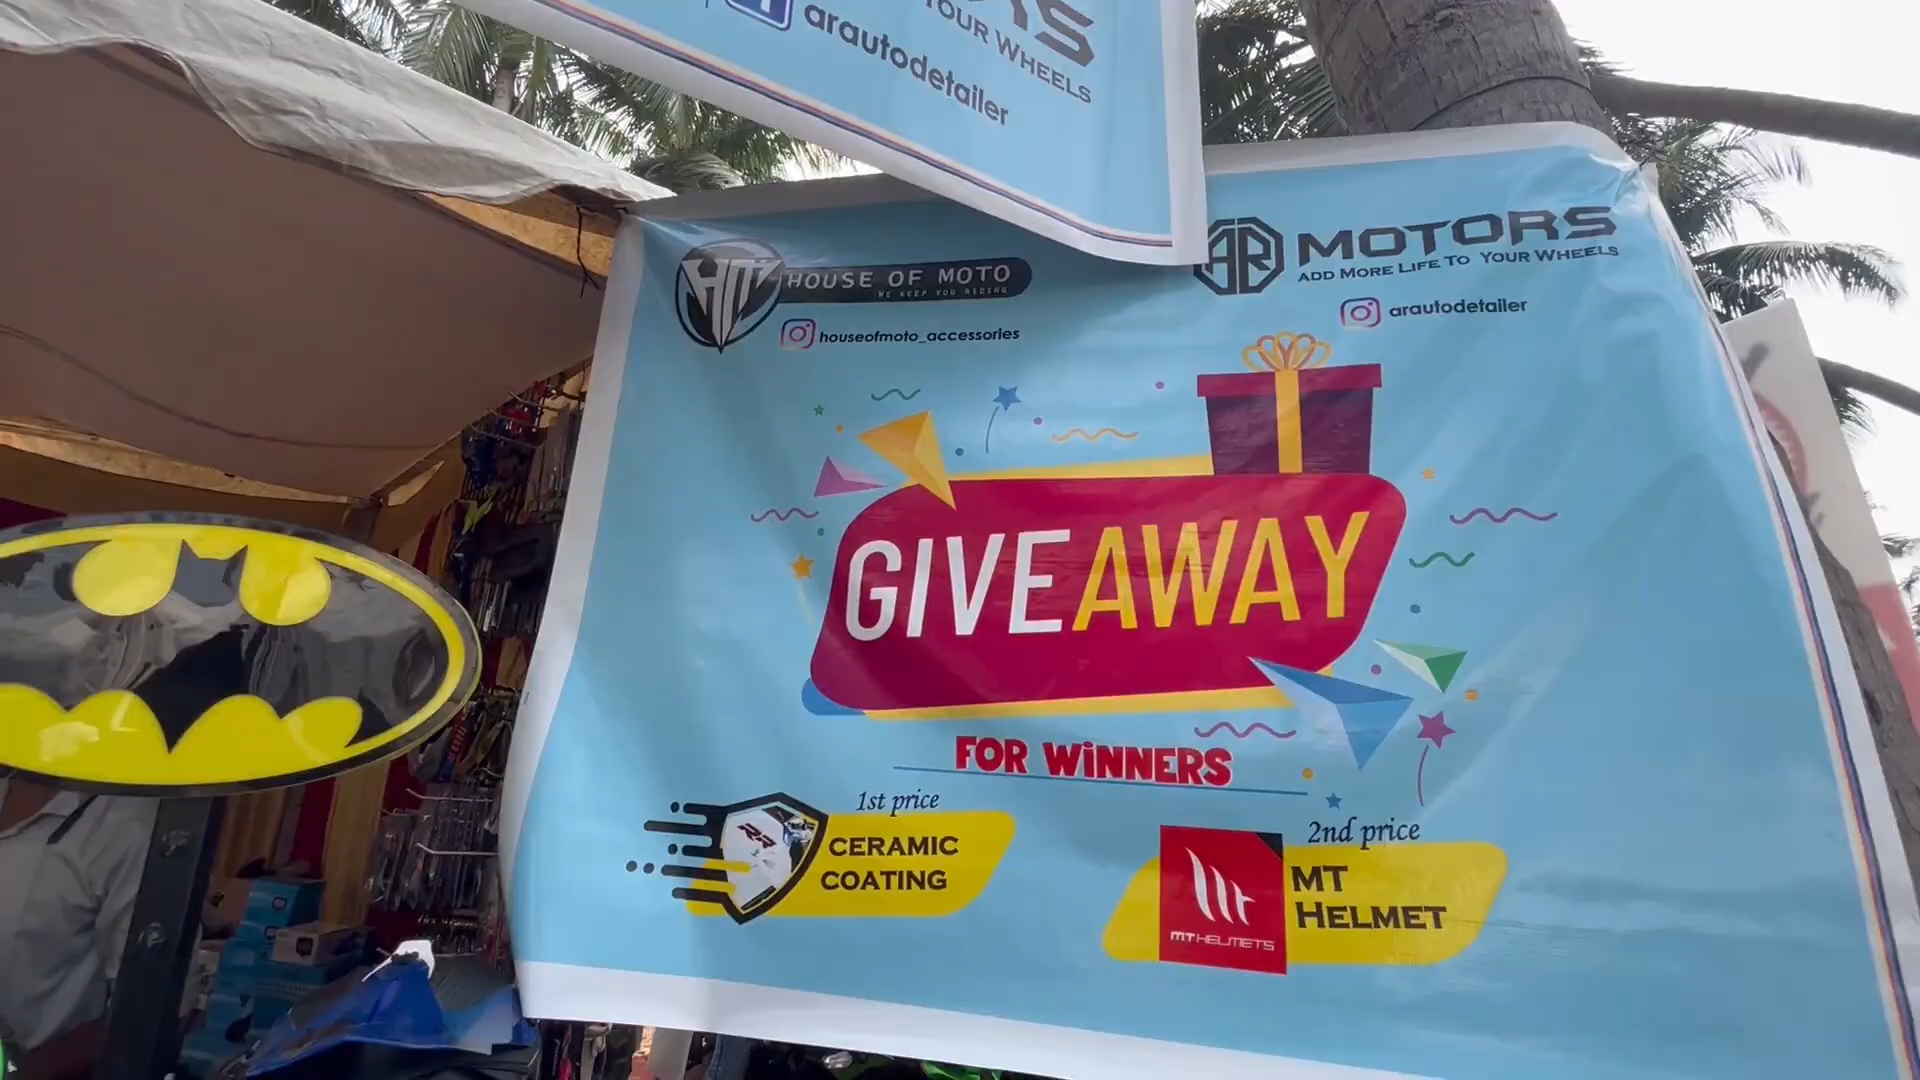 YOUR WHEELS
arautodetailer
HOUSE OF MOTO
WE KEEP YOU RIDING
houseofmoto_accessories
AR MOTORS
ADD MORE LIFE TO YOUR WHEELS
arautodetailer
GIVEAWAY
FOR WiNNERS
1st price
CERAMIC
COATING
2nd price
MT
HELMET
MT HELMETS